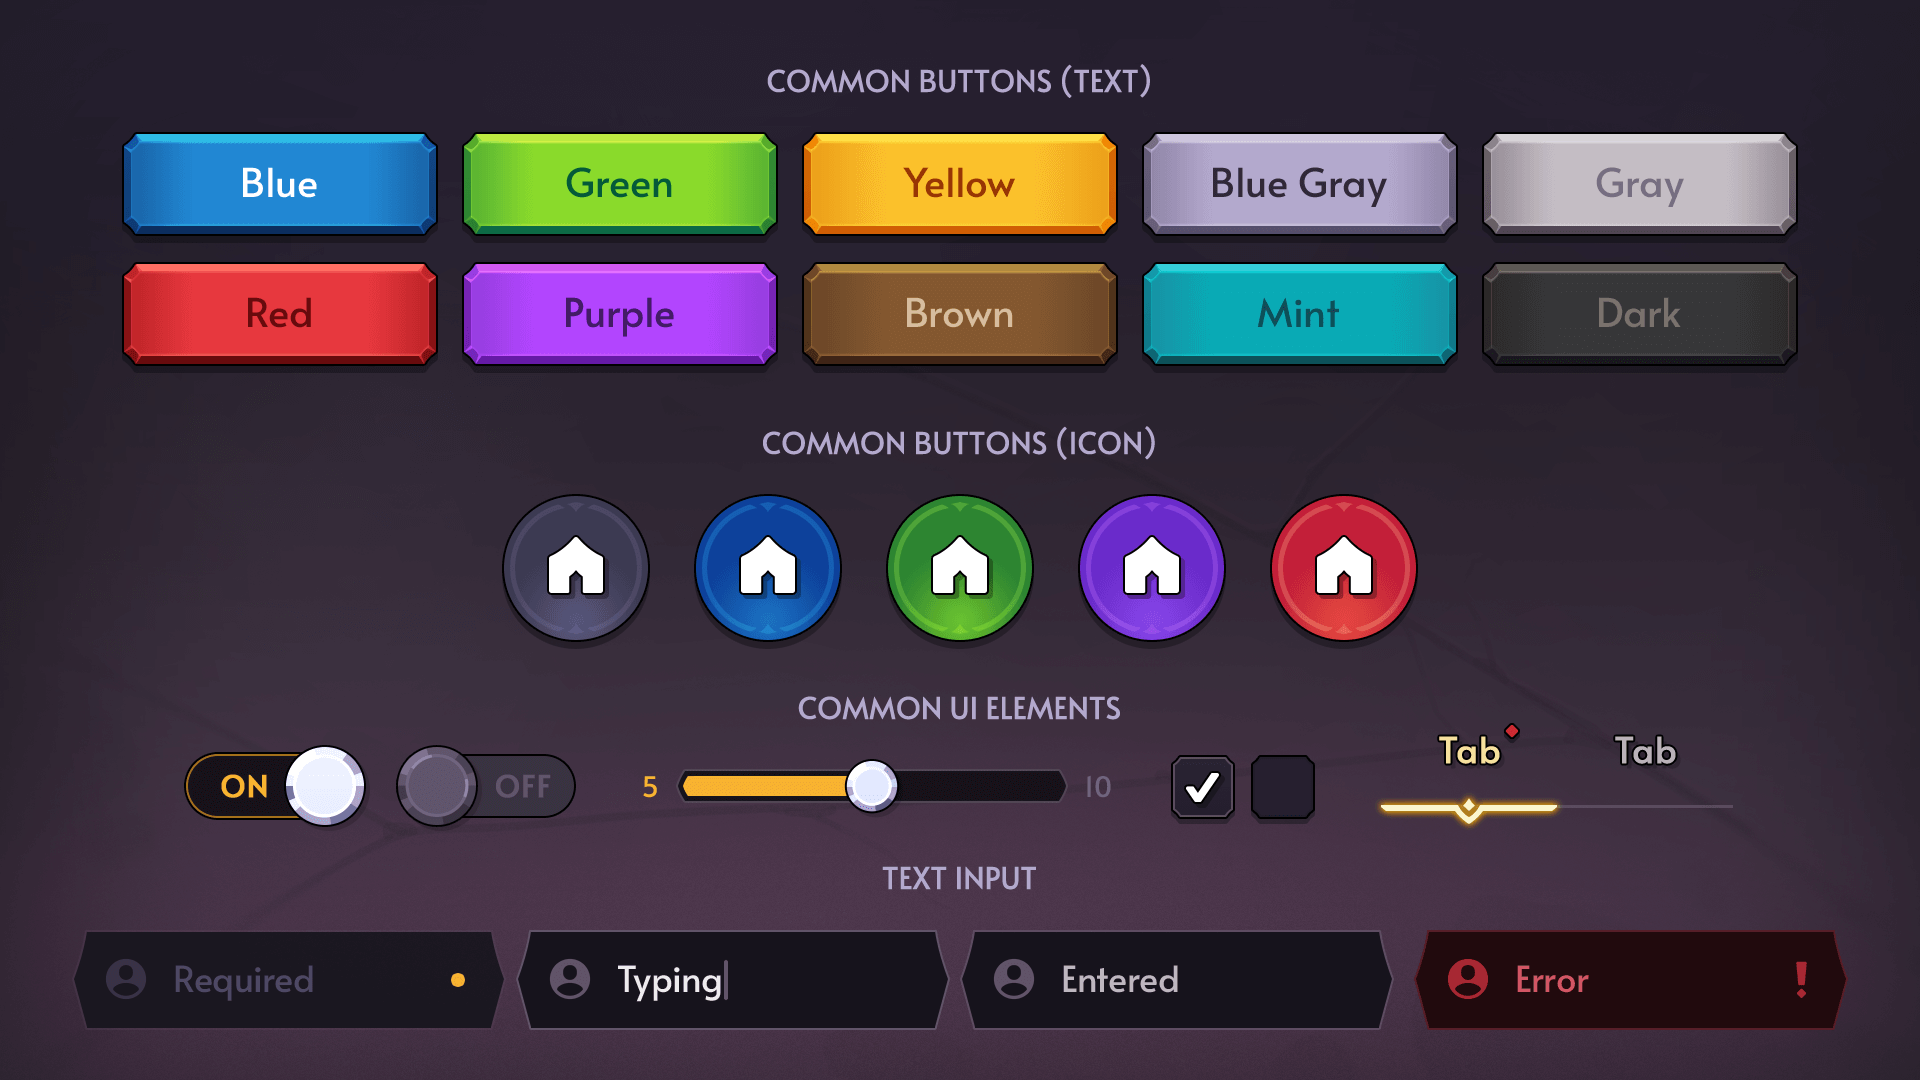 COMMON BUTTONS (TEXT)
Blue
Green
Yellow
Blue Gray
Gray
Red
Purple
Brown
Mint
Dark
COMMON BUTTONS (ICON)
COMMON UI ELEMENTS
ON
OFF
5
10
Tab
Tab
TEXT INPUT
Required
Typing
Entered
Error
!